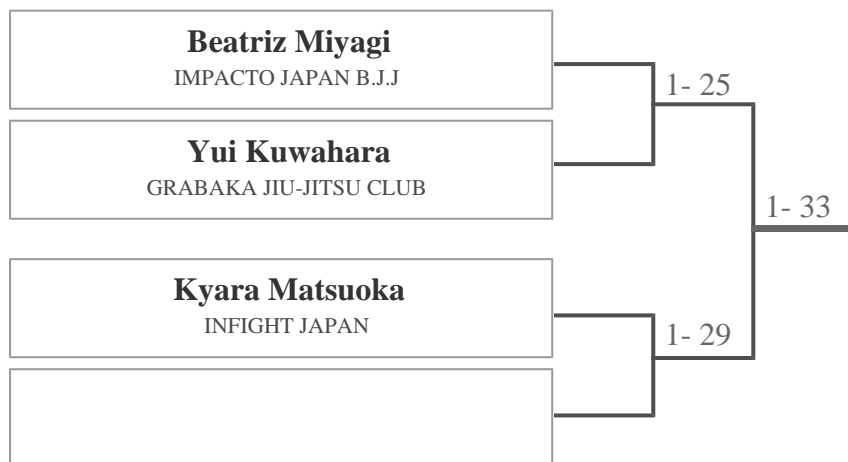 Beatriz Miyagi
IMPACTO JAPAN B.J.J
1- 25
Yui Kuwahara
GRABAKA JIU-JITSU CLUB
1- 33
Kyara Matsuoka
INFIGHT JAPAN
1- 29